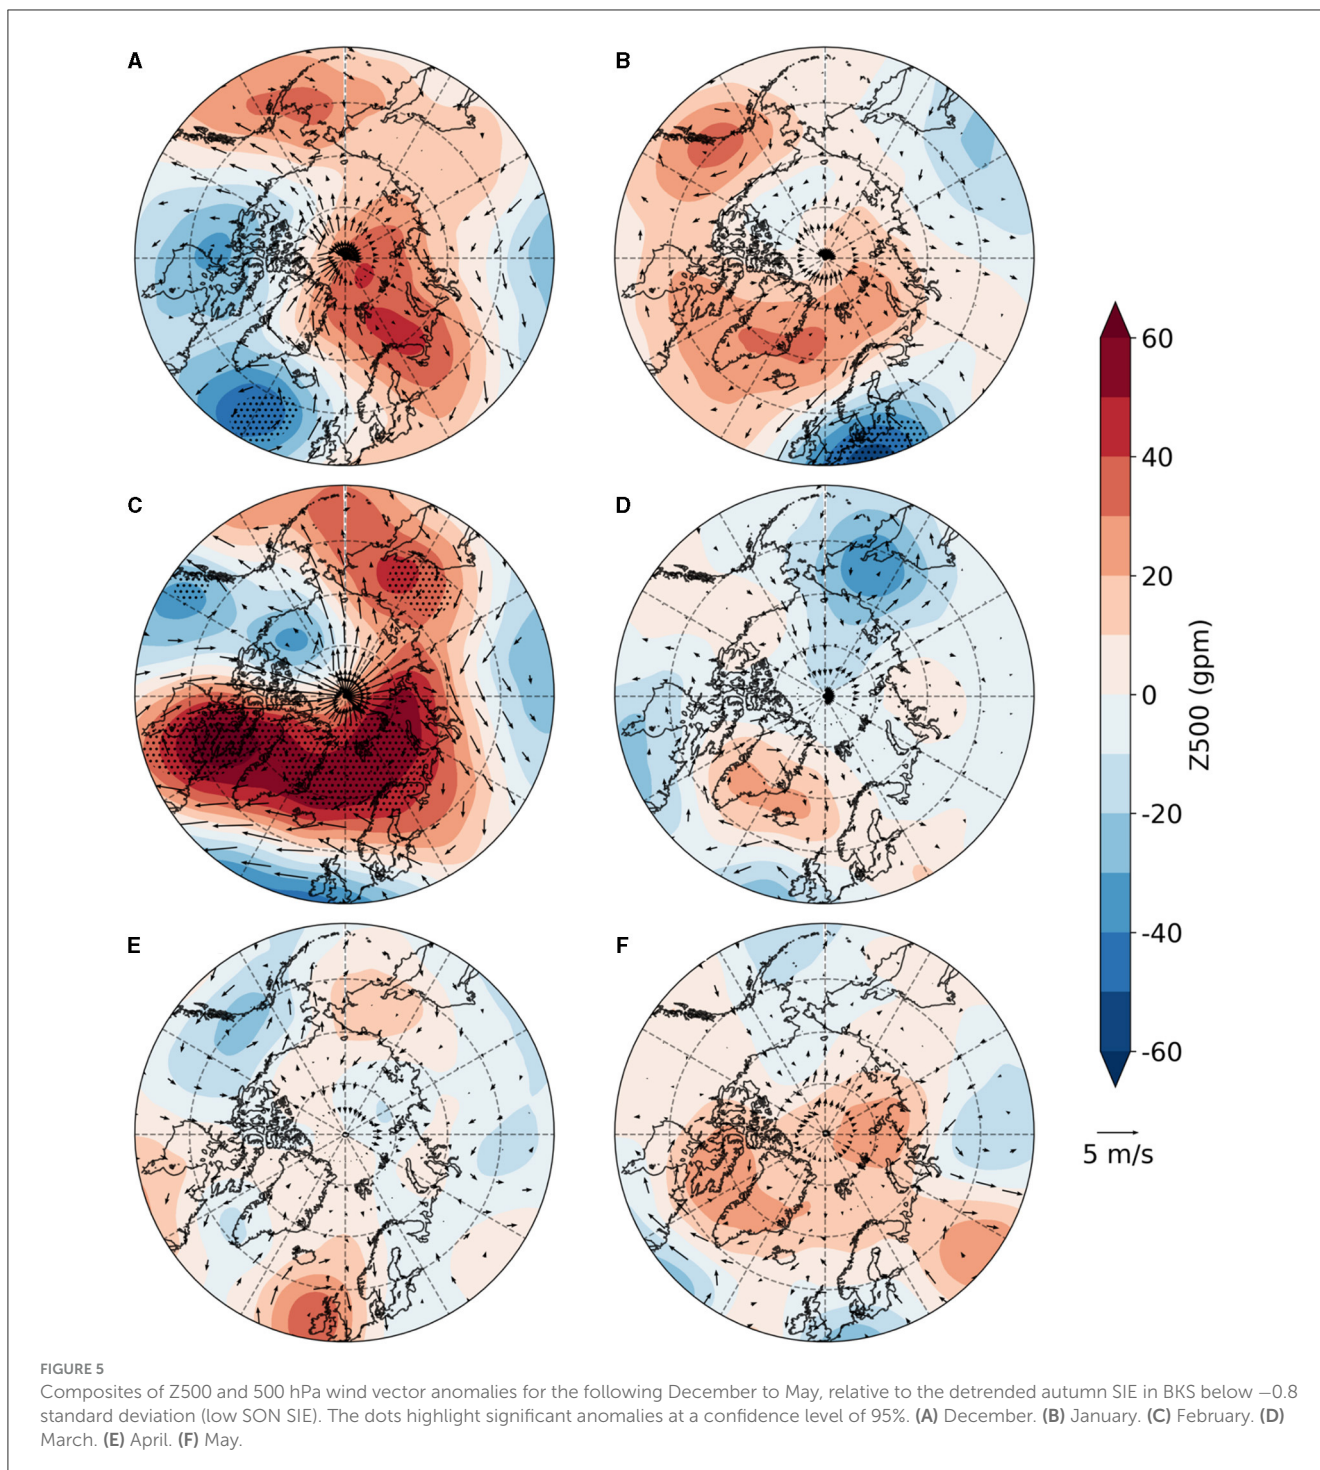 A
B
C
D
E
F
60
40
20
0
-20
-40
-60
Z500 (gpm)
5 m/s
FIGURE 5
Composites of Z500 and 500 hPa wind vector anomalies for the following December to May, relative to the detrended autumn SIE in BKS below −0.8
standard deviation (low SON SIE). The dots highlight significant anomalies at a confidence level of 95%. (A) December. (B) January. (C) February. (D)
March. (E) April. (F) May.